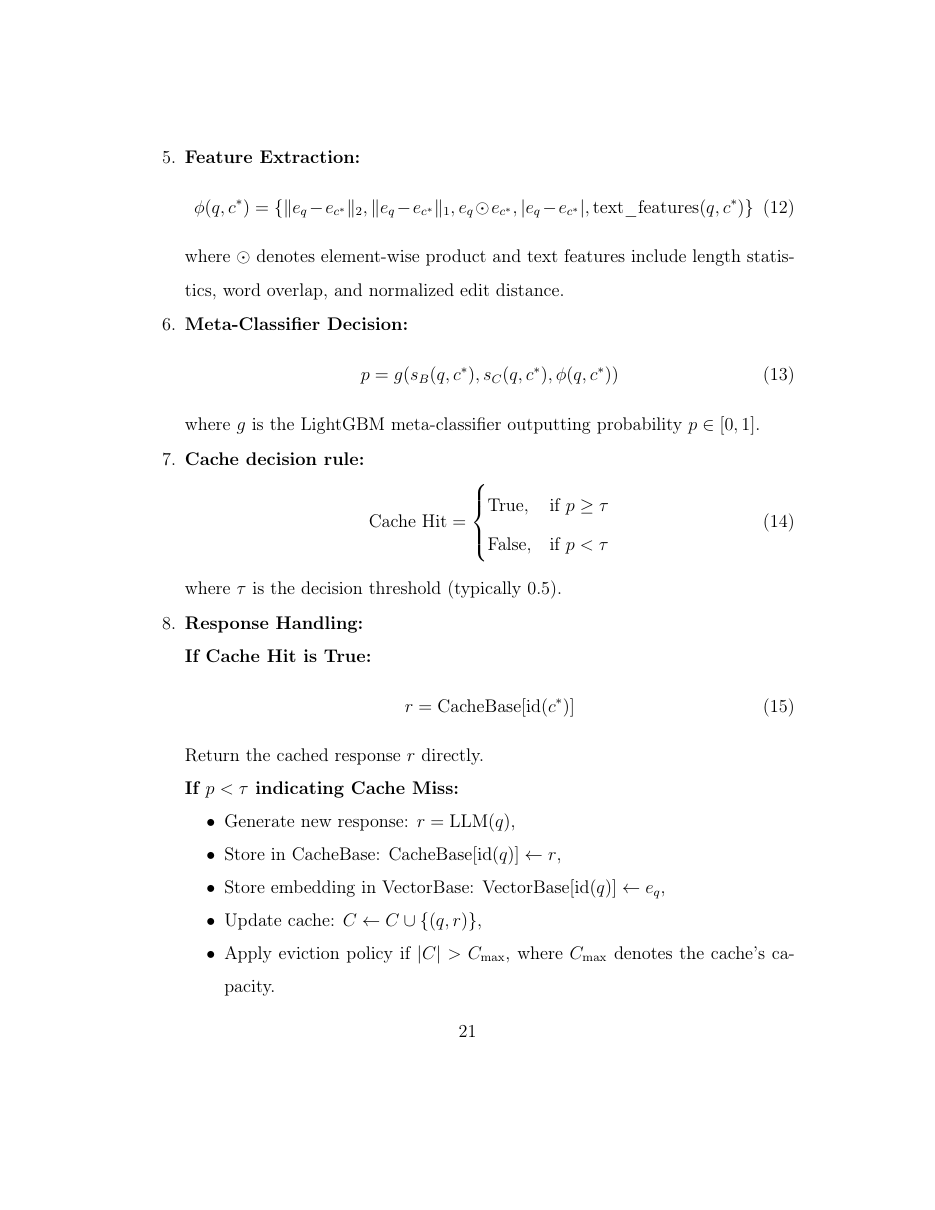 5. Feature Extraction:
ϕ(q, c*) = {∥e_q − e_{c*}∥₂, ∥e_q − e_{c*}∥₁, e_q ⊙ e_{c*}, |e_q − e_{c*}|, text_features(q, c*)} (12)
where ⊙ denotes element-wise product and text features include length statis-
tics, word overlap, and normalized edit distance.
6. Meta-Classifier Decision:
p = g(s_B(q, c*), s_C(q, c*), ϕ(q, c*)) (13)
where g is the LightGBM meta-classifier outputting probability p ∈ [0, 1].
7. Cache decision rule:
Cache Hit = { True, if p ≥ τ
False, if p < τ (14)
where τ is the decision threshold (typically 0.5).
8. Response Handling:
If Cache Hit is True:
r = CacheBase[id(c*)] (15)
Return the cached response r directly.
If p < τ indicating Cache Miss:
• Generate new response: r = LLM(q),
• Store in CacheBase: CacheBase[id(q)] ← r,
• Store embedding in VectorBase: VectorBase[id(q)] ← e_q,
• Update cache: C ← C ∪ {(q, r)},
• Apply eviction policy if |C| > C_max, where C_max denotes the cache's ca-
pacity.
21